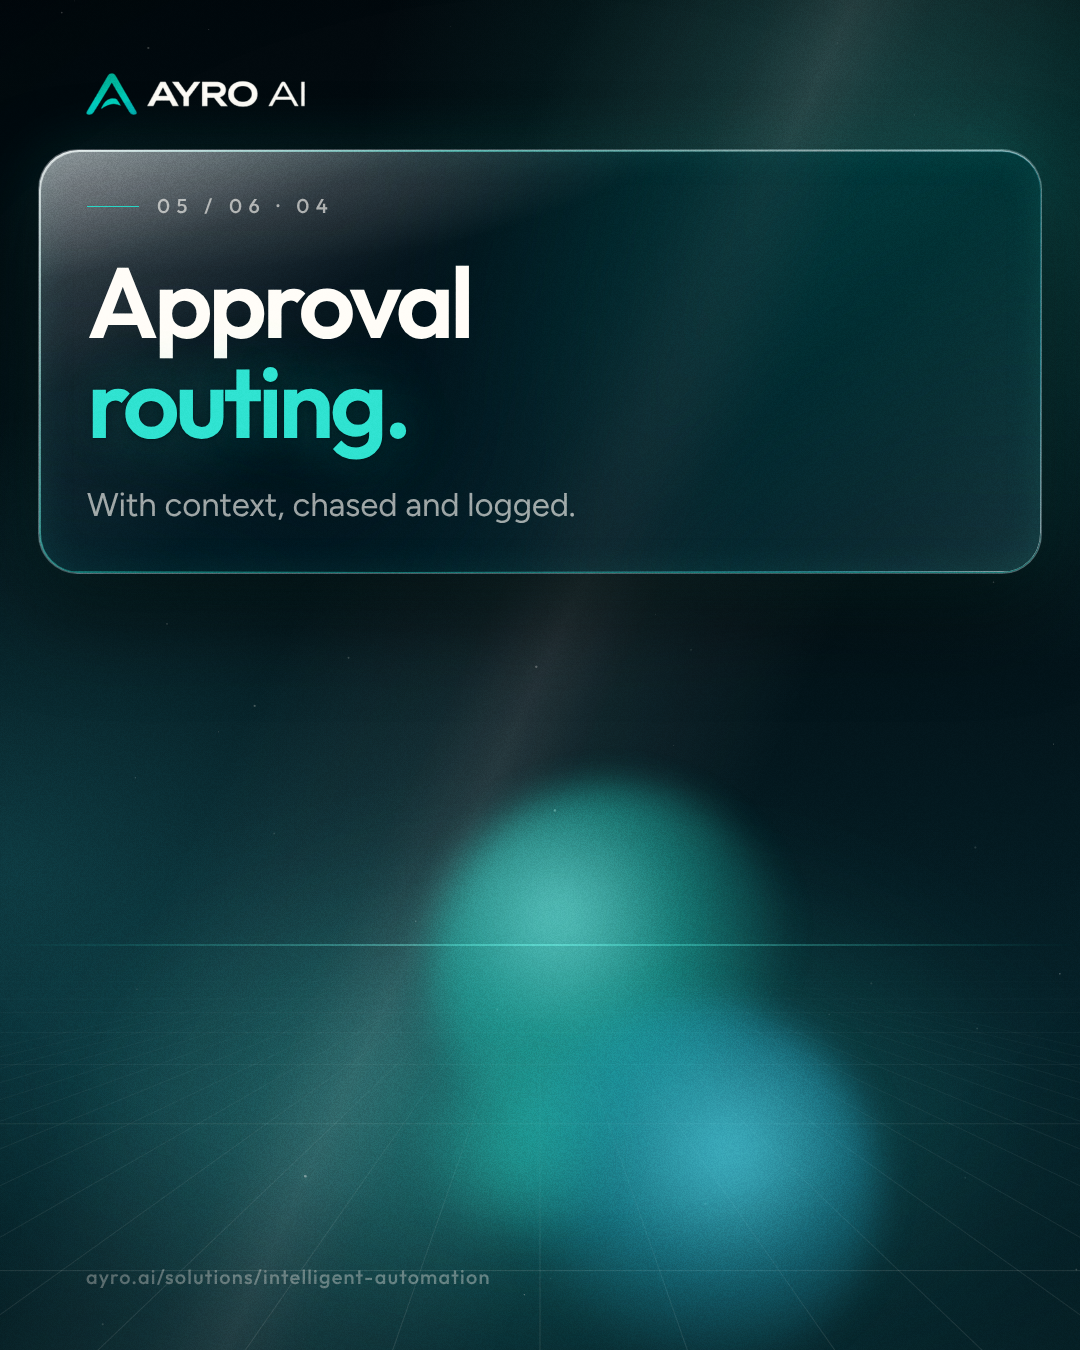 AYRO AI
05 / 06 · 04
Approval
routing.
With context, chased and logged.
ayro.ai/solutions/intelligent-automation